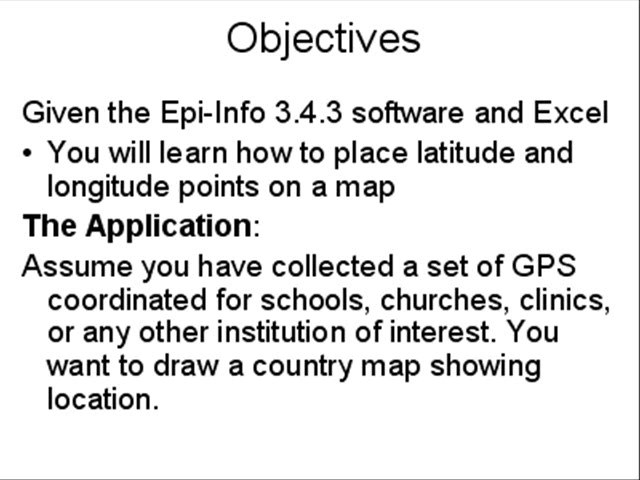 Objectives
Given the Epi-Info 3.4.3 software and Excel
• You will learn how to place latitude and
longitude points on a map
The Application:
Assume you have collected a set of GPS
coordinated for schools, churches, clinics,
or any other institution of interest. You
want to draw a country map showing
location.